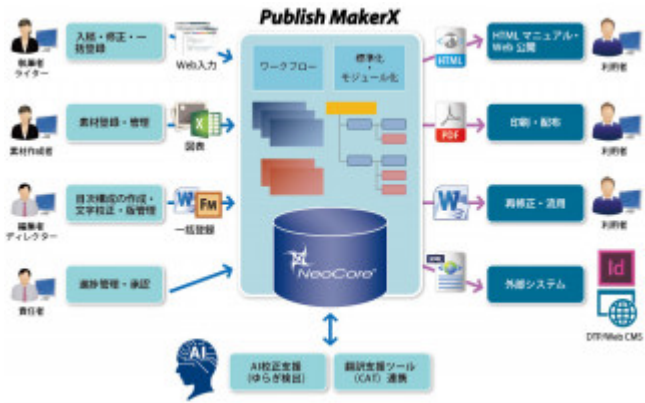 Publish MakerX
執筆者
ライター
入稿・修正・一
括登録
Web入力
素材作成者
素材登録・管理
図表
編集者
ディレクター
目次構成の作成・
文字校正・版管理
W
FM
一括登録
責任者
進捗管理・承認
ワークフロー
標準化
・
モジュール化
NeoCore
HTML
HTML マニュアル・
Web 公開
利用者
PDF
印刷・配布
利用者
W
再修正・流用
利用者
XML
外部システム
Id
DTP/Web CMS
AI
AI校正支援
(ゆらぎ検出)
翻訳支援ツール
(CAT) 連携